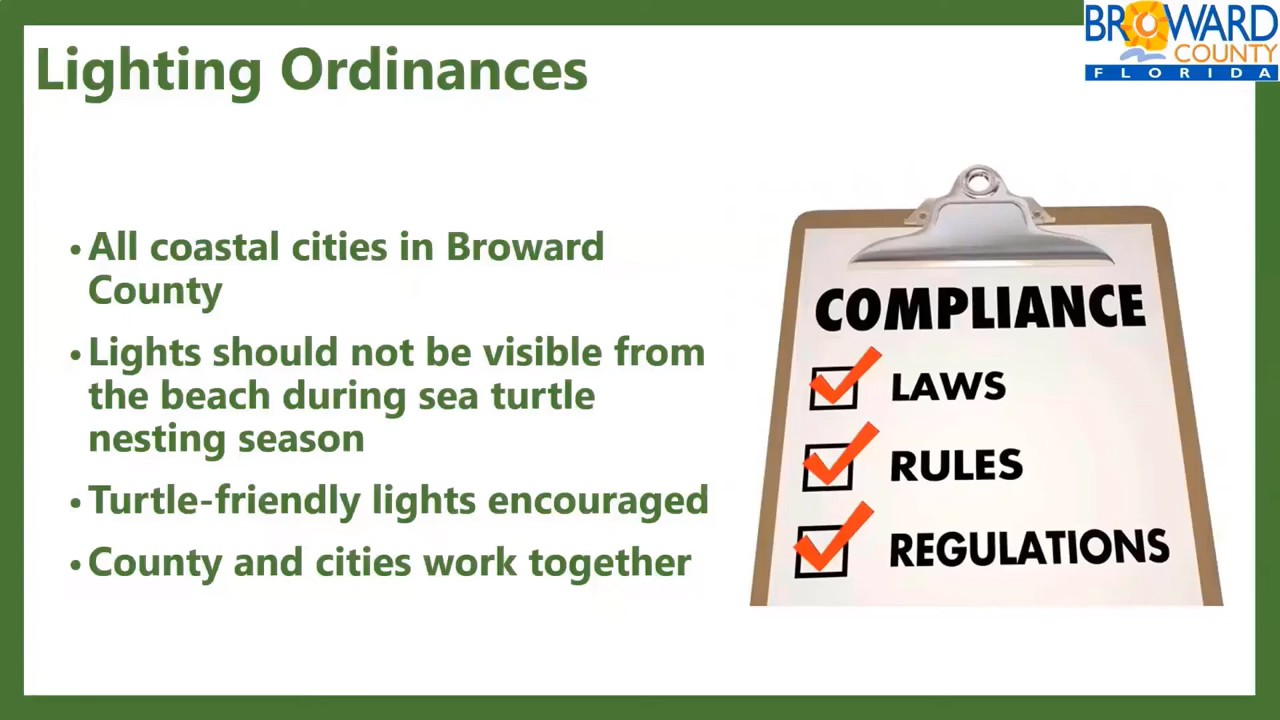 BROWARD
COUNTY
FLORIDA
Lighting Ordinances
• All coastal cities in Broward
County
• Lights should not be visible from
the beach during sea turtle
nesting season
• Turtle-friendly lights encouraged
• County and cities work together
COMPLIANCE
LAWS
RULES
REGULATIONS